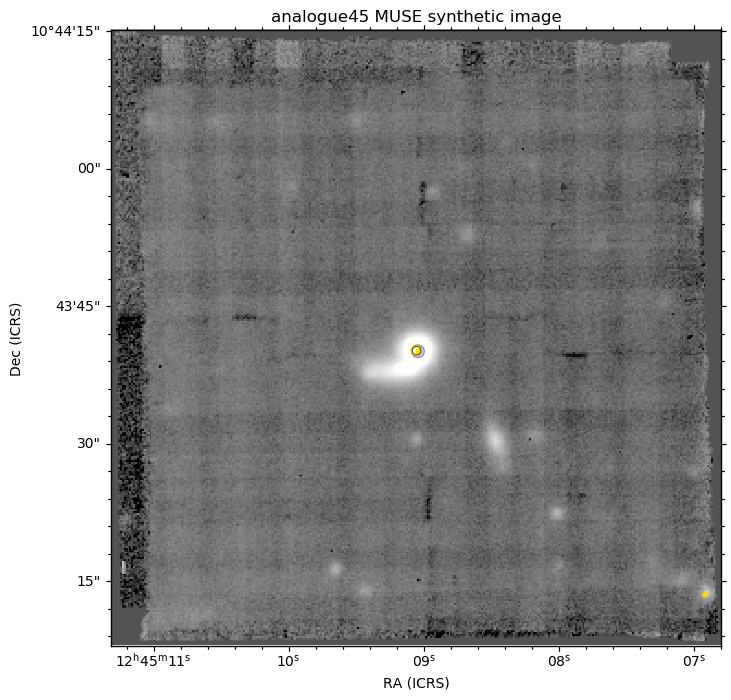 analogue45 MUSE synthetic image
10°44'15"
00"
43'45"
30"
15"
Dec (ICRS)
12ʰ45ᵐ11ˢ 10ˢ 09ˢ 08ˢ 07ˢ
RA (ICRS)